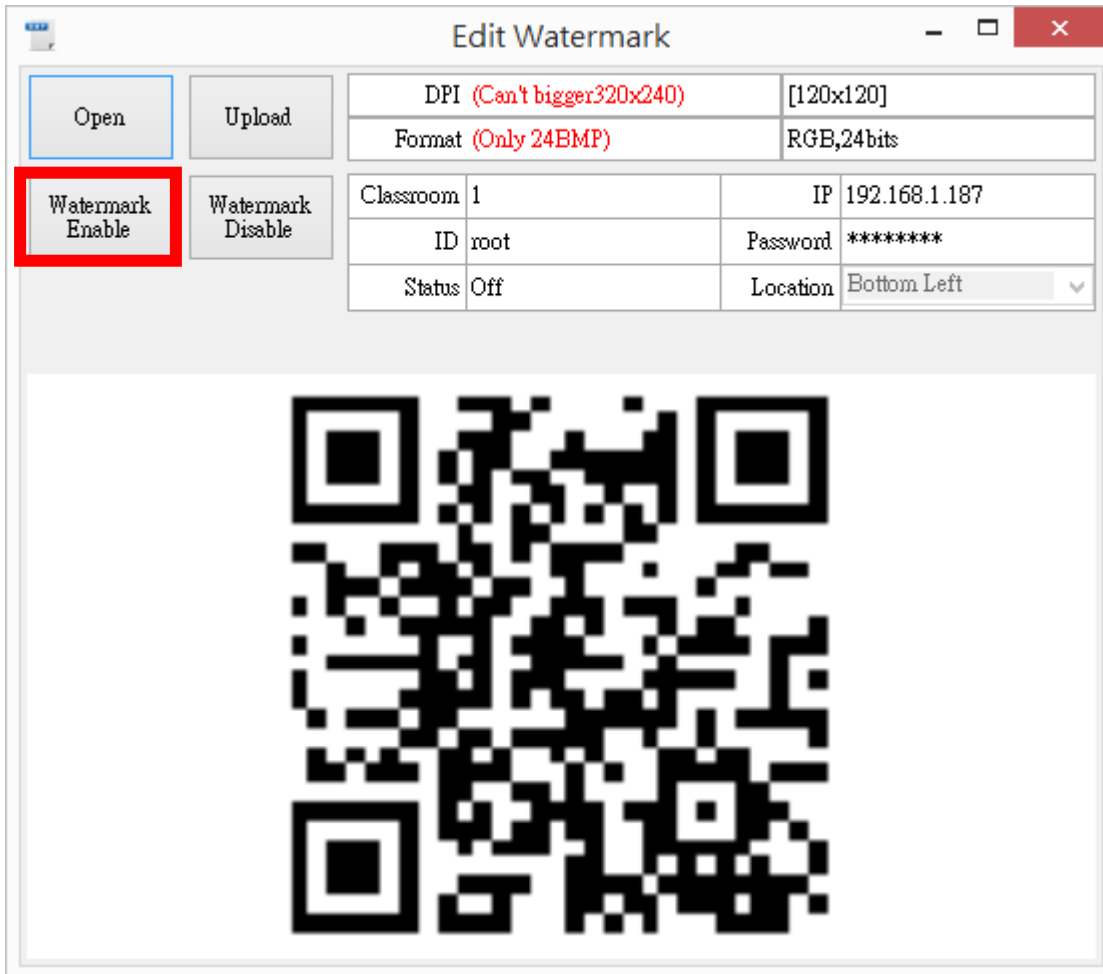 Edit Watermark
Open
Upload
DPI (Can't bigger320x240) [120x120]
Format (Only 24BMP) RGB,24bits
Watermark
Enable
Watermark
Disable
Classroom 1 IP 192.168.1.187
ID root Password ********
Status Off Location Bottom Left